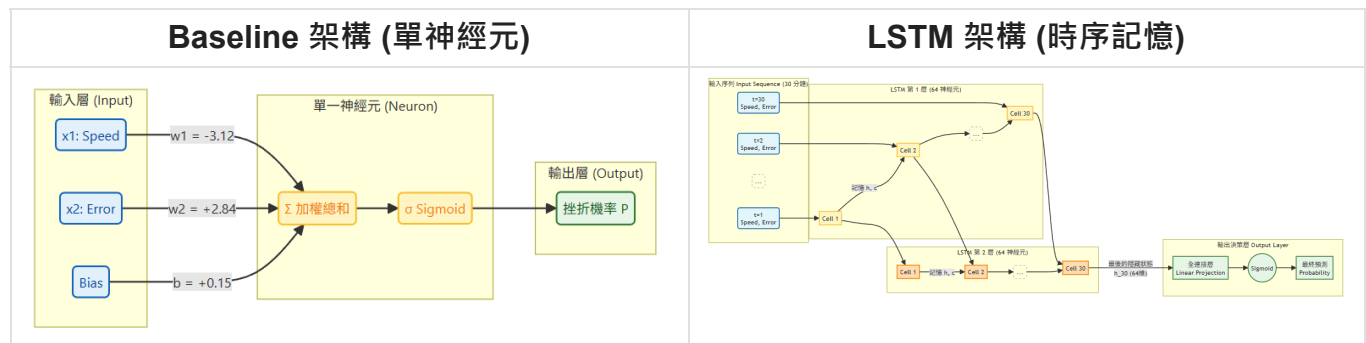 Baseline 架構 (單神經元)
輸入層 (Input)
x1: Speed
x2: Error
Bias
w1 = -3.12
w2 = +2.84
b = +0.15
單一神經元 (Neuron)
Σ 加權總和
σ Sigmoid
輸出層 (Output)
挫折機率 P
LSTM 架構 (時序記憶)
輸入序列 Input Sequence (30 分鐘)
t=30
Speed, Error
t=2
Speed, Error
...
t=1
Speed, Error
LSTM 第 1 層 (64 神經元)
Cell 30
...
Cell 2
記憶 h, c
Cell 1
LSTM 第 2 層 (64 神經元)
Cell 1
記憶 h, c
Cell 2
...
Cell 30
最後的隱藏狀態
h_30 (64維)
輸出決策層 Output Layer
全連接層
Linear Projection
Sigmoid
最終預測
Probability